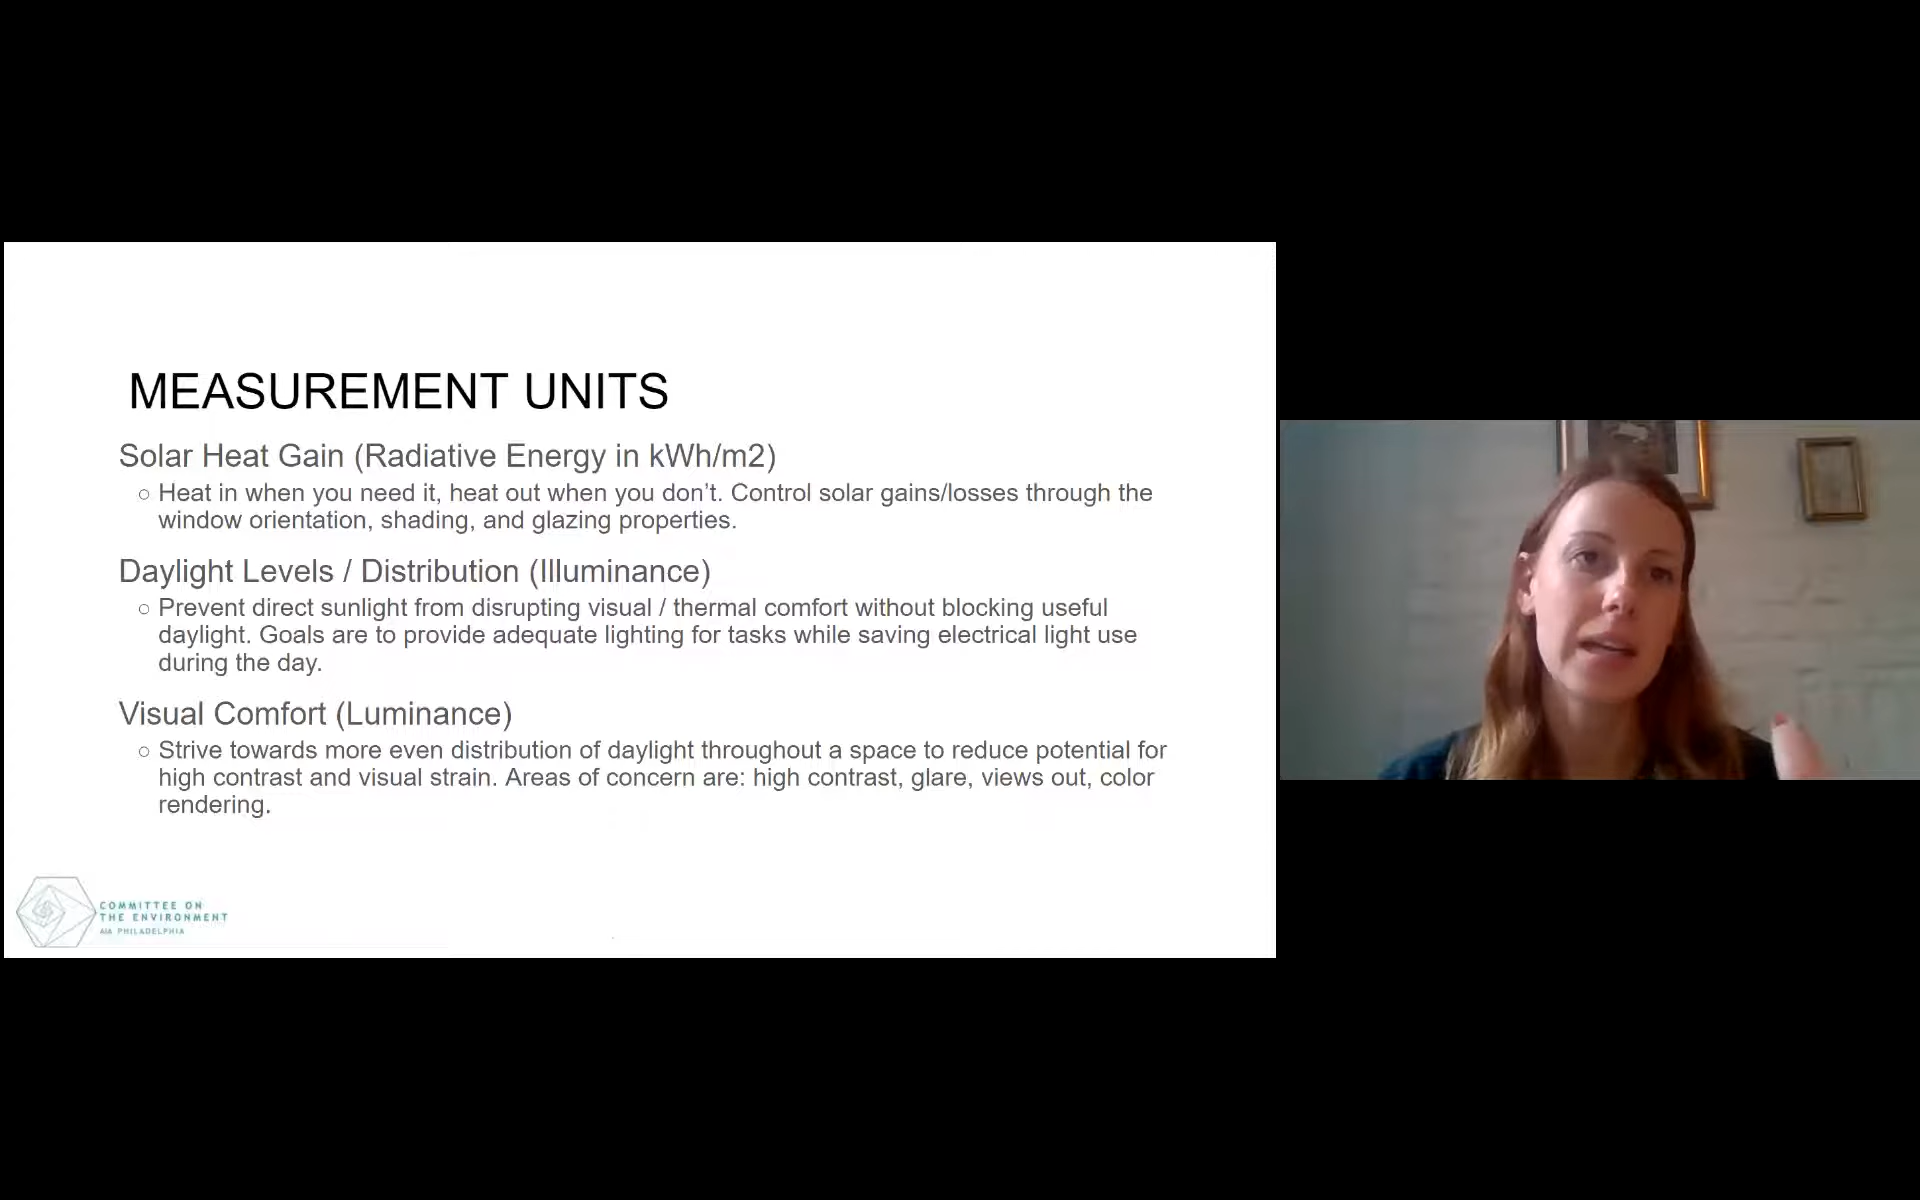 MEASUREMENT UNITS
Solar Heat Gain (Radiative Energy in kWh/m2)
○ Heat in when you need it, heat out when you don’t. Control solar gains/losses through the
window orientation, shading, and glazing properties.
Daylight Levels / Distribution (Illuminance)
○ Prevent direct sunlight from disrupting visual / thermal comfort without blocking useful
daylight. Goals are to provide adequate lighting for tasks while saving electrical light use
during the day.
Visual Comfort (Luminance)
○ Strive towards more even distribution of daylight throughout a space to reduce potential for
high contrast and visual strain. Areas of concern are: high contrast, glare, views out, color
rendering.
COMMITTEE ON
THE ENVIRONMENT
AIA PHILADELPHIA